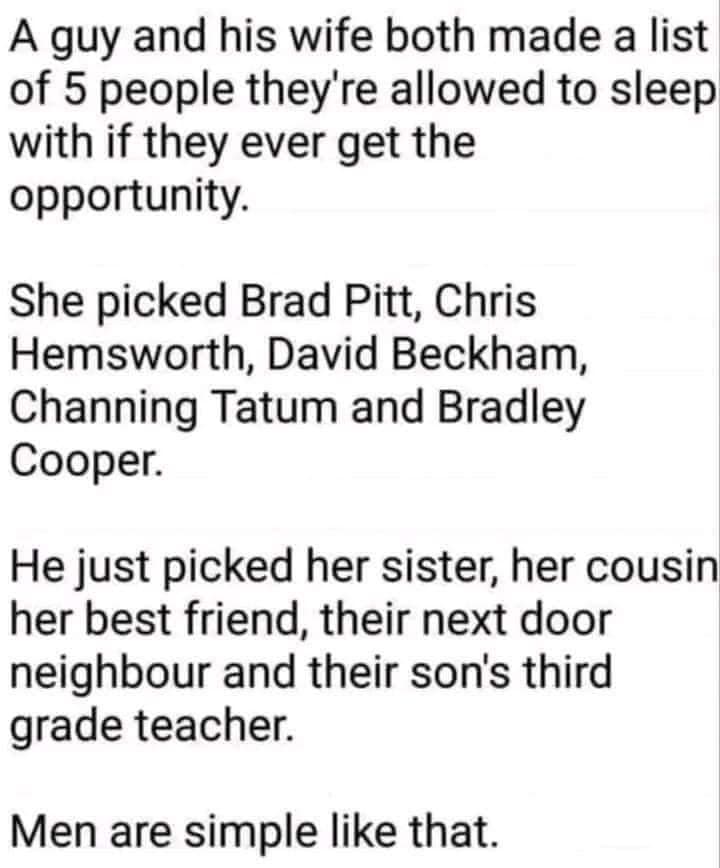 A guy and his wife both made a list
of 5 people they're allowed to sleep
with if they ever get the
opportunity.
She picked Brad Pitt, Chris
Hemsworth, David Beckham,
Channing Tatum and Bradley
Cooper.
He just picked her sister, her cousin
her best friend, their next door
neighbour and their son's third
grade teacher.
Men are simple like that.